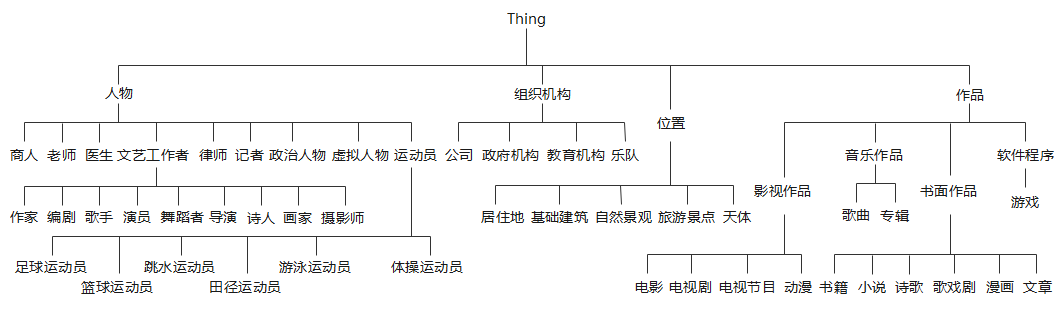 Thing
人物 组织机构 作品
位置
商人 老师 医生 文艺工作者 律师 记者 政治人物 虚拟人物 运动员 公司 政府机构 教育机构 乐队 音乐作品 软件程序
影视作品 书面作品
游戏
作家 编剧 歌手 演员 舞蹈者 导演 诗人 画家 摄影师 居住地 基础建筑 自然景观 旅游景点 天体 歌曲 专辑
足球运动员 跳水运动员 游泳运动员 体操运动员
篮球运动员 田径运动员 电影 电视剧 电视节目 动漫 书籍 小说 诗歌 歌戏剧 漫画 文章